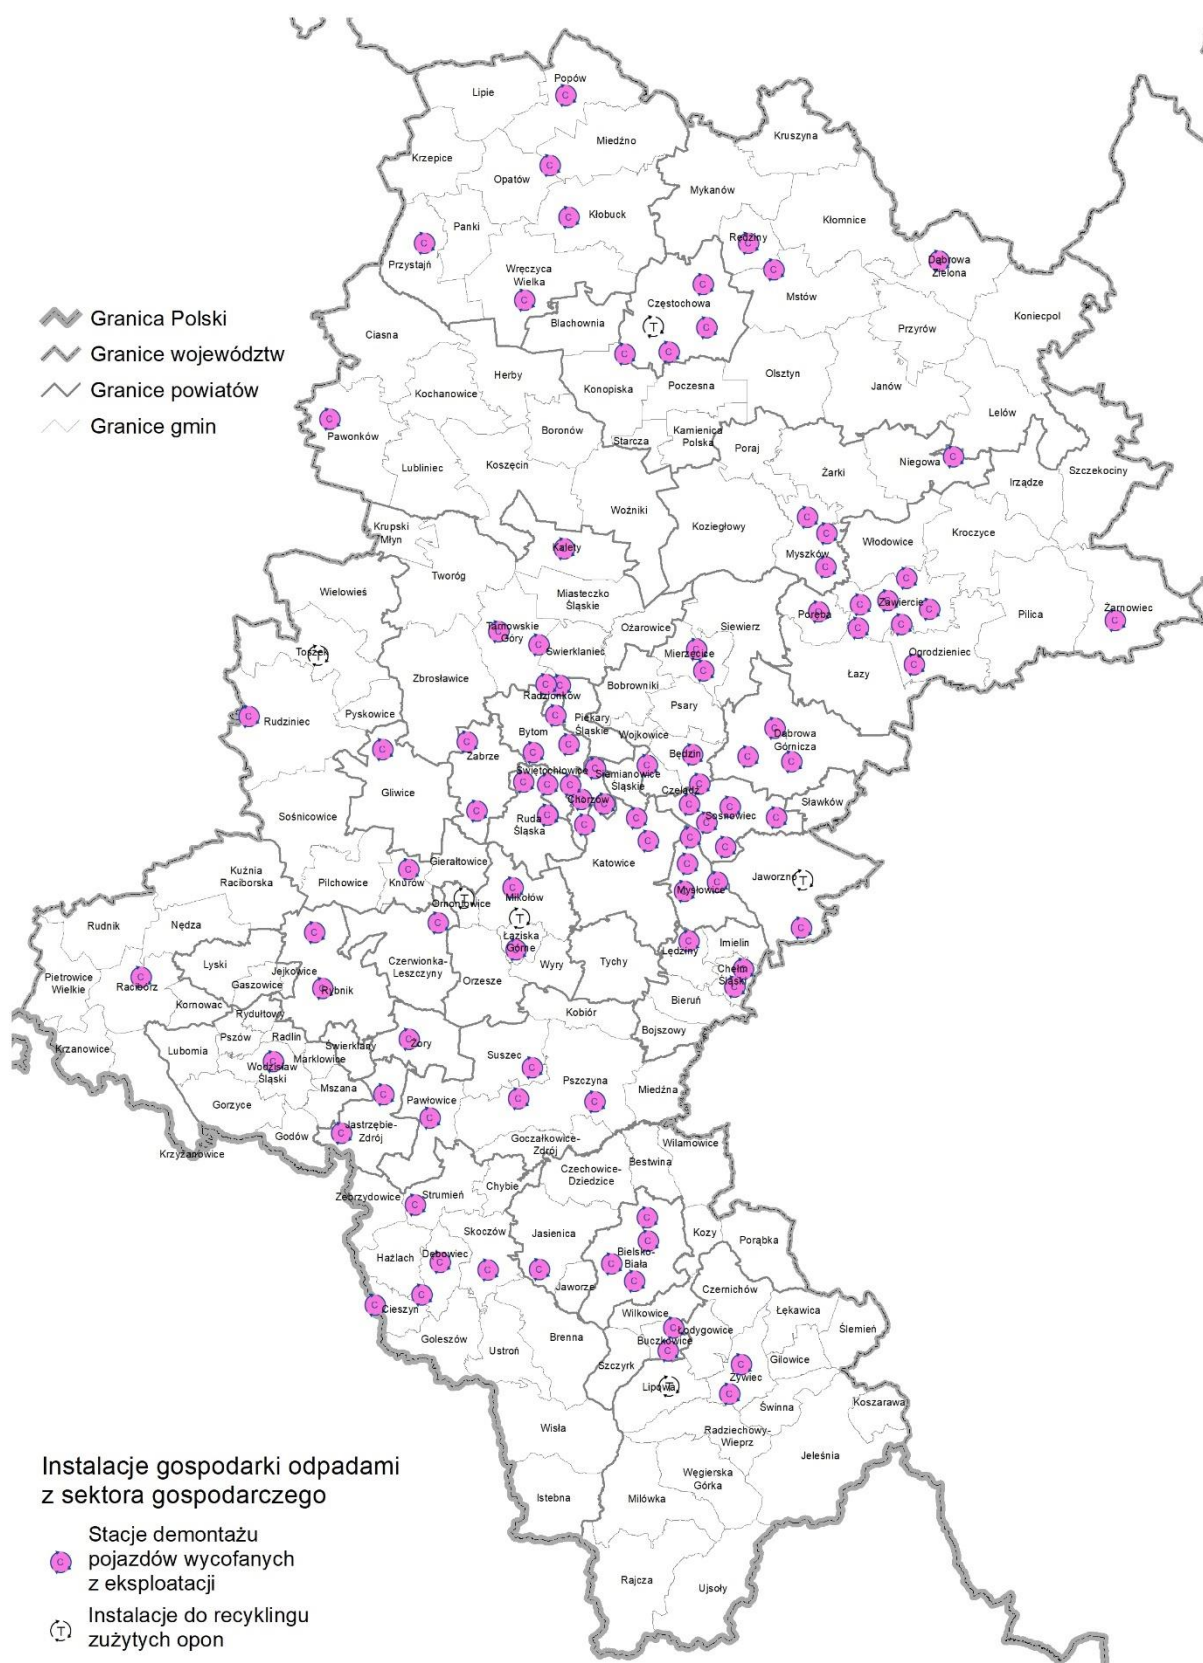 Popów
Lipie
Kruszyna
Miedźno
Krzepice
Opatów
Mykanów
Kłobuck
Kłomnice
Panki
Rędziny
Przystajń
Dąbrowa
Zielona
Wręczyca
Wielka
Mstów
Częstochowa
Koniecpol
Granica Polski
Blachownia
Przyrów
Ciasna
Granice województw
Herby
Olsztyn
Konopiska
Poczesna
Janów
Granice powiatów
Kochanowice
Lelów
Granice gmin
Boronów
Kamienica
Polska
Pawonków
Starcza
Poraj
Niegowa
Koszęcin
Lubliniec
Żarki
Szczekociny
Irządze
Woźniki
Koziegłowy
Krupski
Młyn
Kroczyce
Włodowice
Kalety
Myszków
Tworóg
Wielowieś
Miasteczko
Śląskie
Zawiercie
Żarnowiec
Poręba
Pilica
Tarnowskie
Góry
Ożarowice
Siewierz
Toszek
Świerklaniec
Mierzęcice
Ogrodzieniec
Łazy
Zbrosławice
Bobrowniki
Radzionków
Psary
Pyskowice
Rudziniec
Piekary
Śląskie
Bytom
Wojkowice
Dąbrowa
Górnicza
Zabrze
Będzin
Świętochłowice
Siemianowice
Śląskie
Gliwice
Czeladź
Chorzów
Sławków
Sośnicowice
Ruda
Śląska
Sosnowiec
Katowice
Gierałtowice
Kuźnia
Raciborska
Pilchowice
Knurów
Jaworzno
Mikołów
Mysłowice
Ornontowice
Rudnik
Nędza
Łaziska
Górne
Lędziny
Imielin
Lyski
Czerwionka-
Leszczyny
Wyry
Tychy
Jejkowice
Chełm
Śląski
Pietrowice
Wielkie
Racibórz
Gaszowice
Rybnik
Orzesze
Kornowac
Bieruń
Rydułtowy
Kobiór
Bojszowy
Pszów
Radlin
Świerklany
Żory
Krzanowice
Lubomia
Marklowice
Suszec
Wodzisław
Śląski
Pszczyna
Mszana
Miedźna
Pawłowice
Gorzyce
Jastrzębie-
Zdrój
Godów
Goczałkowice-
Zdrój
Wilamowice
Krzyżanowice
Bestwina
Czechowice-
Dziedzice
Chybie
Zebrzydowice
Strumień
Skoczów
Jasienica
Kozy
Porąbka
Hażlach
Dębowiec
Bielsko-
Biała
Jaworze
Czernichów
Cieszyn
Wilkowice
Łękawica
Łodygowice
Ślemień
Goleszów
Brenna
Buczkowice
Ustroń
Szczyrk
Gilowice
Żywiec
Lipowa
Koszarawa
Świnna
Wisła
Radziechowy-
Wieprz
Jeleśnia
Węgierska
Górka
Istebna
Milówka
Rajcza
Ujsoły
Instalacje gospodarki odpadami
z sektora gospodarczego
C
Stacje demontażu
pojazdów wycofanych
z eksploatacji
T
Instalacje do recyklingu
zużytych opon